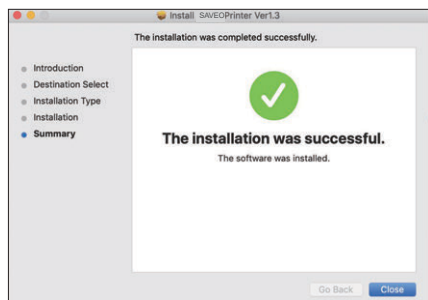 Install SAVEOPrinter Ver1.3
The installation was completed successfully.
Introduction
Destination Select
Installation Type
Installation
Summary
The installation was successful.
The software was installed.
Go Back
Close